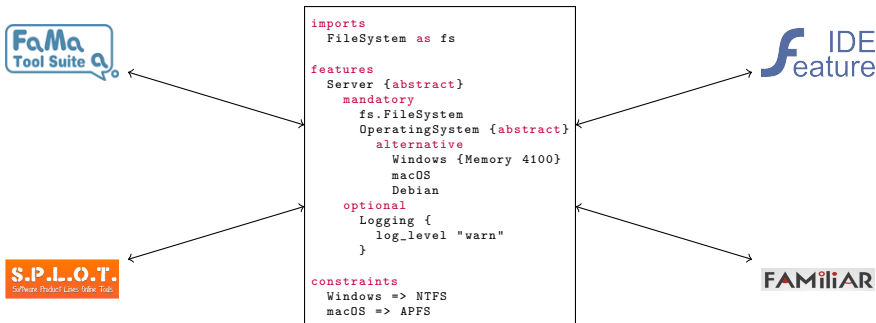 FaMa
Tool Suite
imports
  FileSystem as fs
features
  Server {abstract}
    mandatory
      fs.FileSystem
      OperatingSystem {abstract}
        alternative
          Windows {Memory 4100}
          macOS
          Debian
    optional
      Logging {
        log_level "warn"
      }
constraints
  Windows => NTFS
  macOS => APFS
IDE
Feature
S.P.L.O.T.
Software Product Lines Online Tools
FAMiliAR